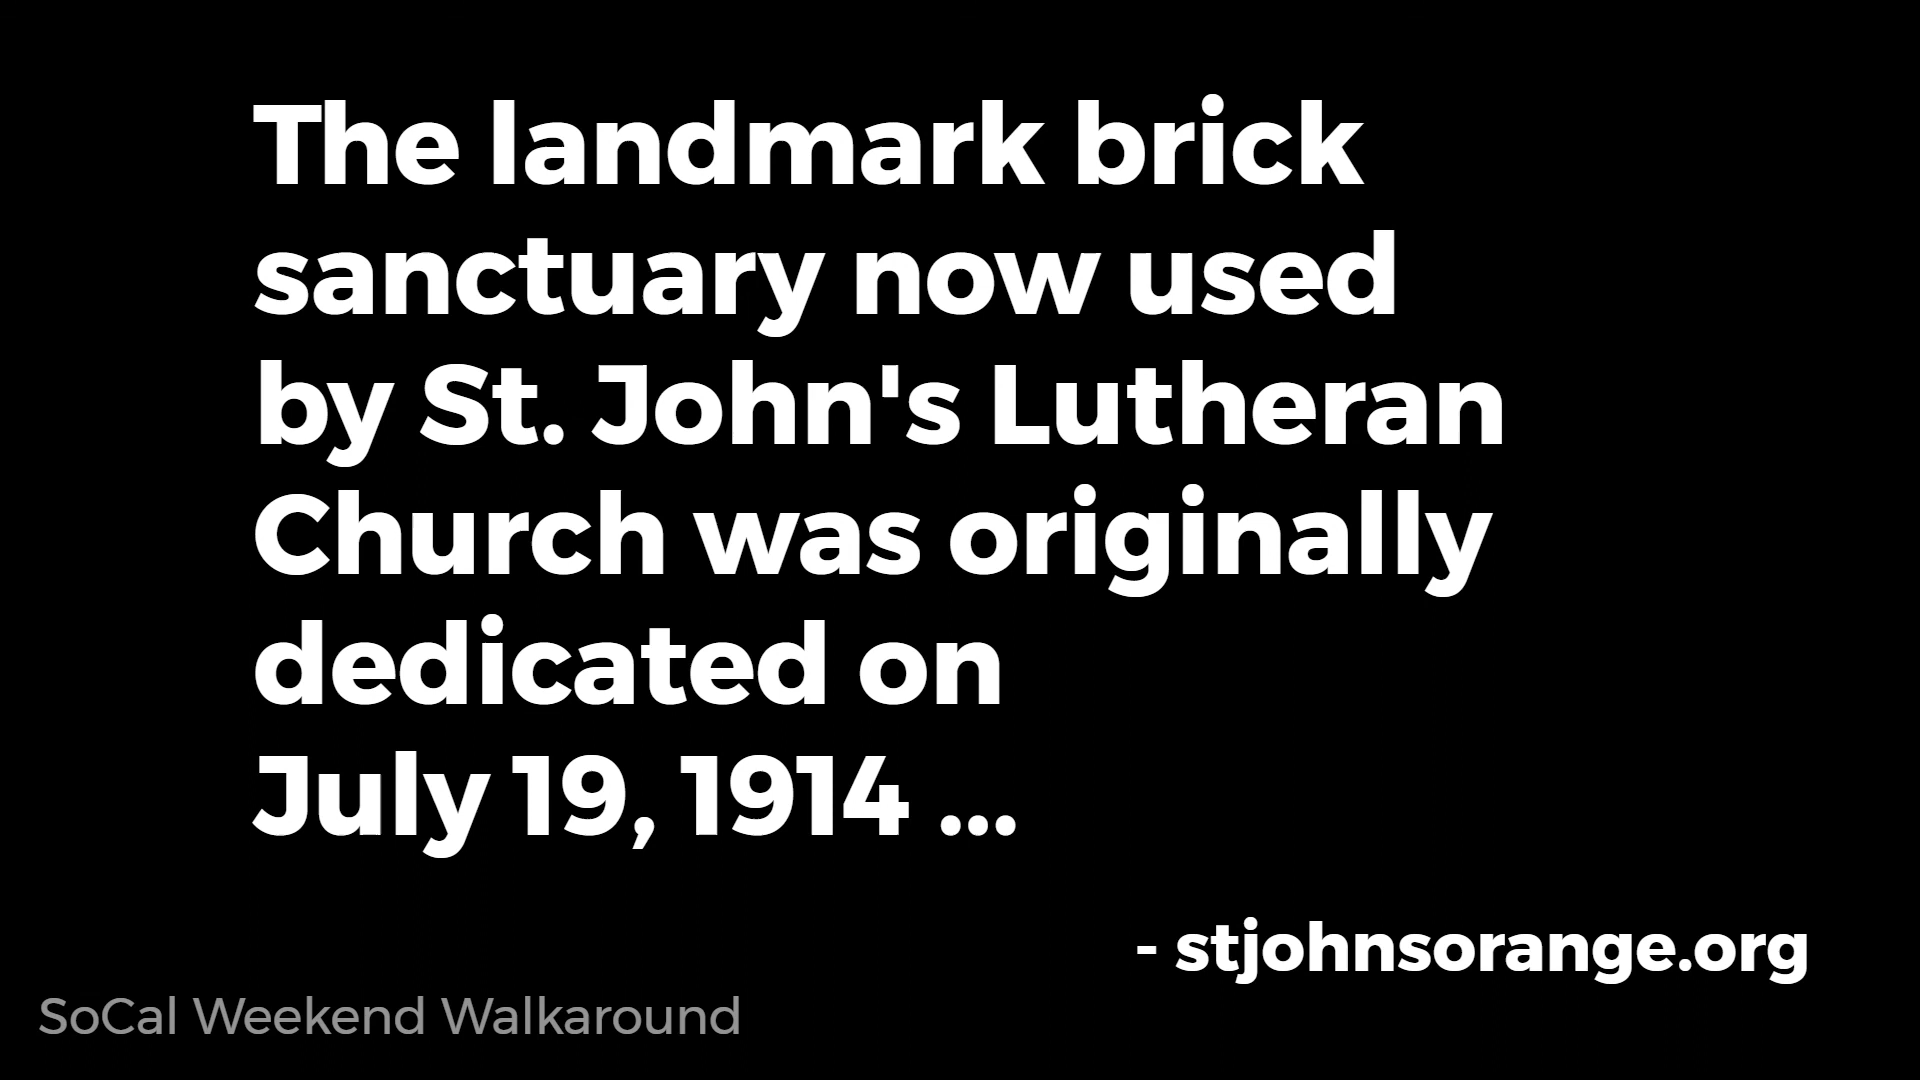 The landmark brick
sanctuary now used
by St. John's Lutheran
Church was originally
dedicated on
July 19, 1914 ...
- stjohnsorange.org
SoCal Weekend Walkaround